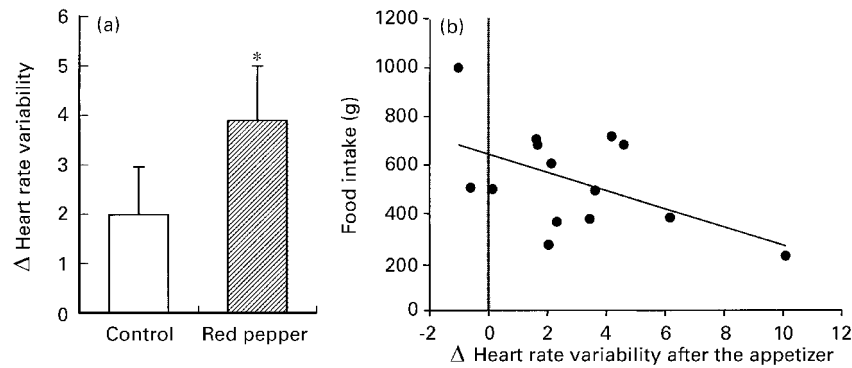 (a)
6
5
4
3
2
1
0
Δ Heart rate variability
*
Control Red pepper
(b)
1200
1000
800
600
400
200
0
Food intake (g)
-2 0 2 4 6 8 10 12
Δ Heart rate variability after the appetizer